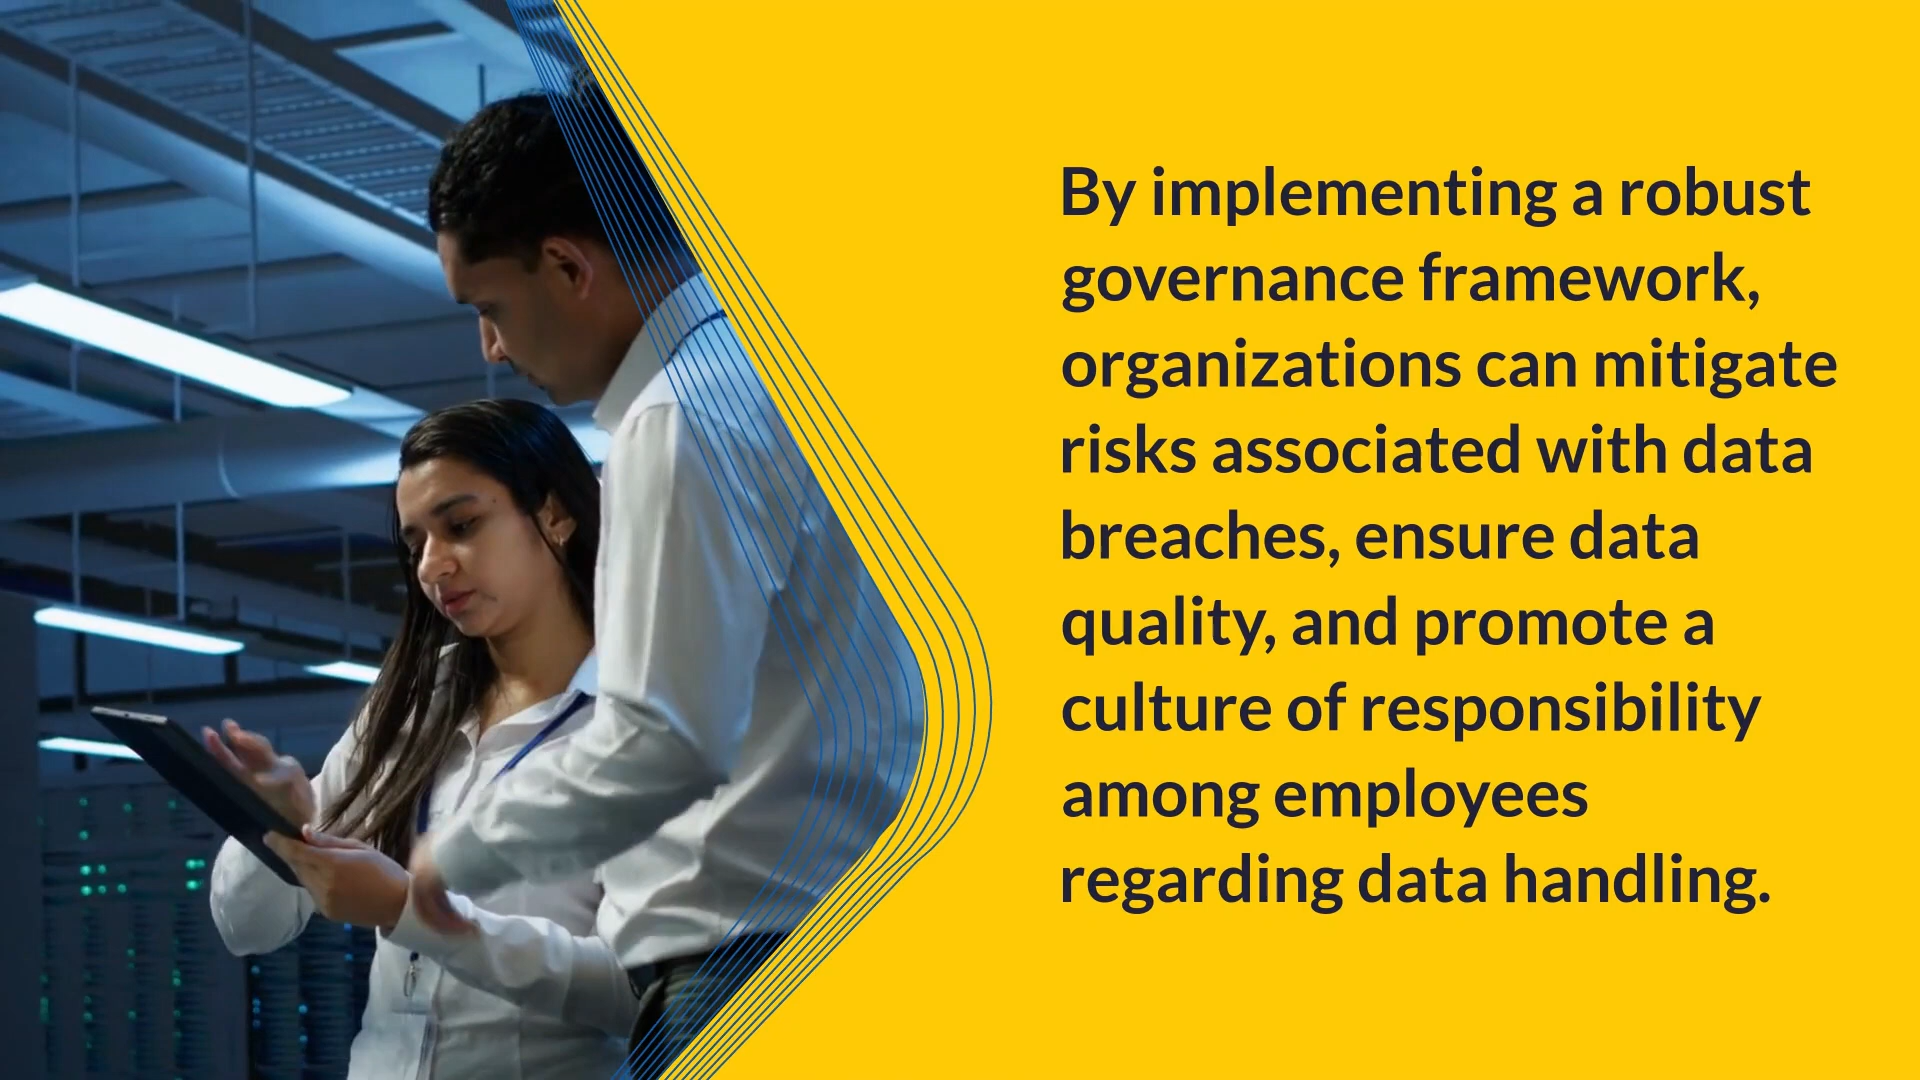 By implementing a robust
governance framework,
organizations can mitigate
risks associated with data
breaches, ensure data
quality, and promote a
culture of responsibility
among employees
regarding data handling.